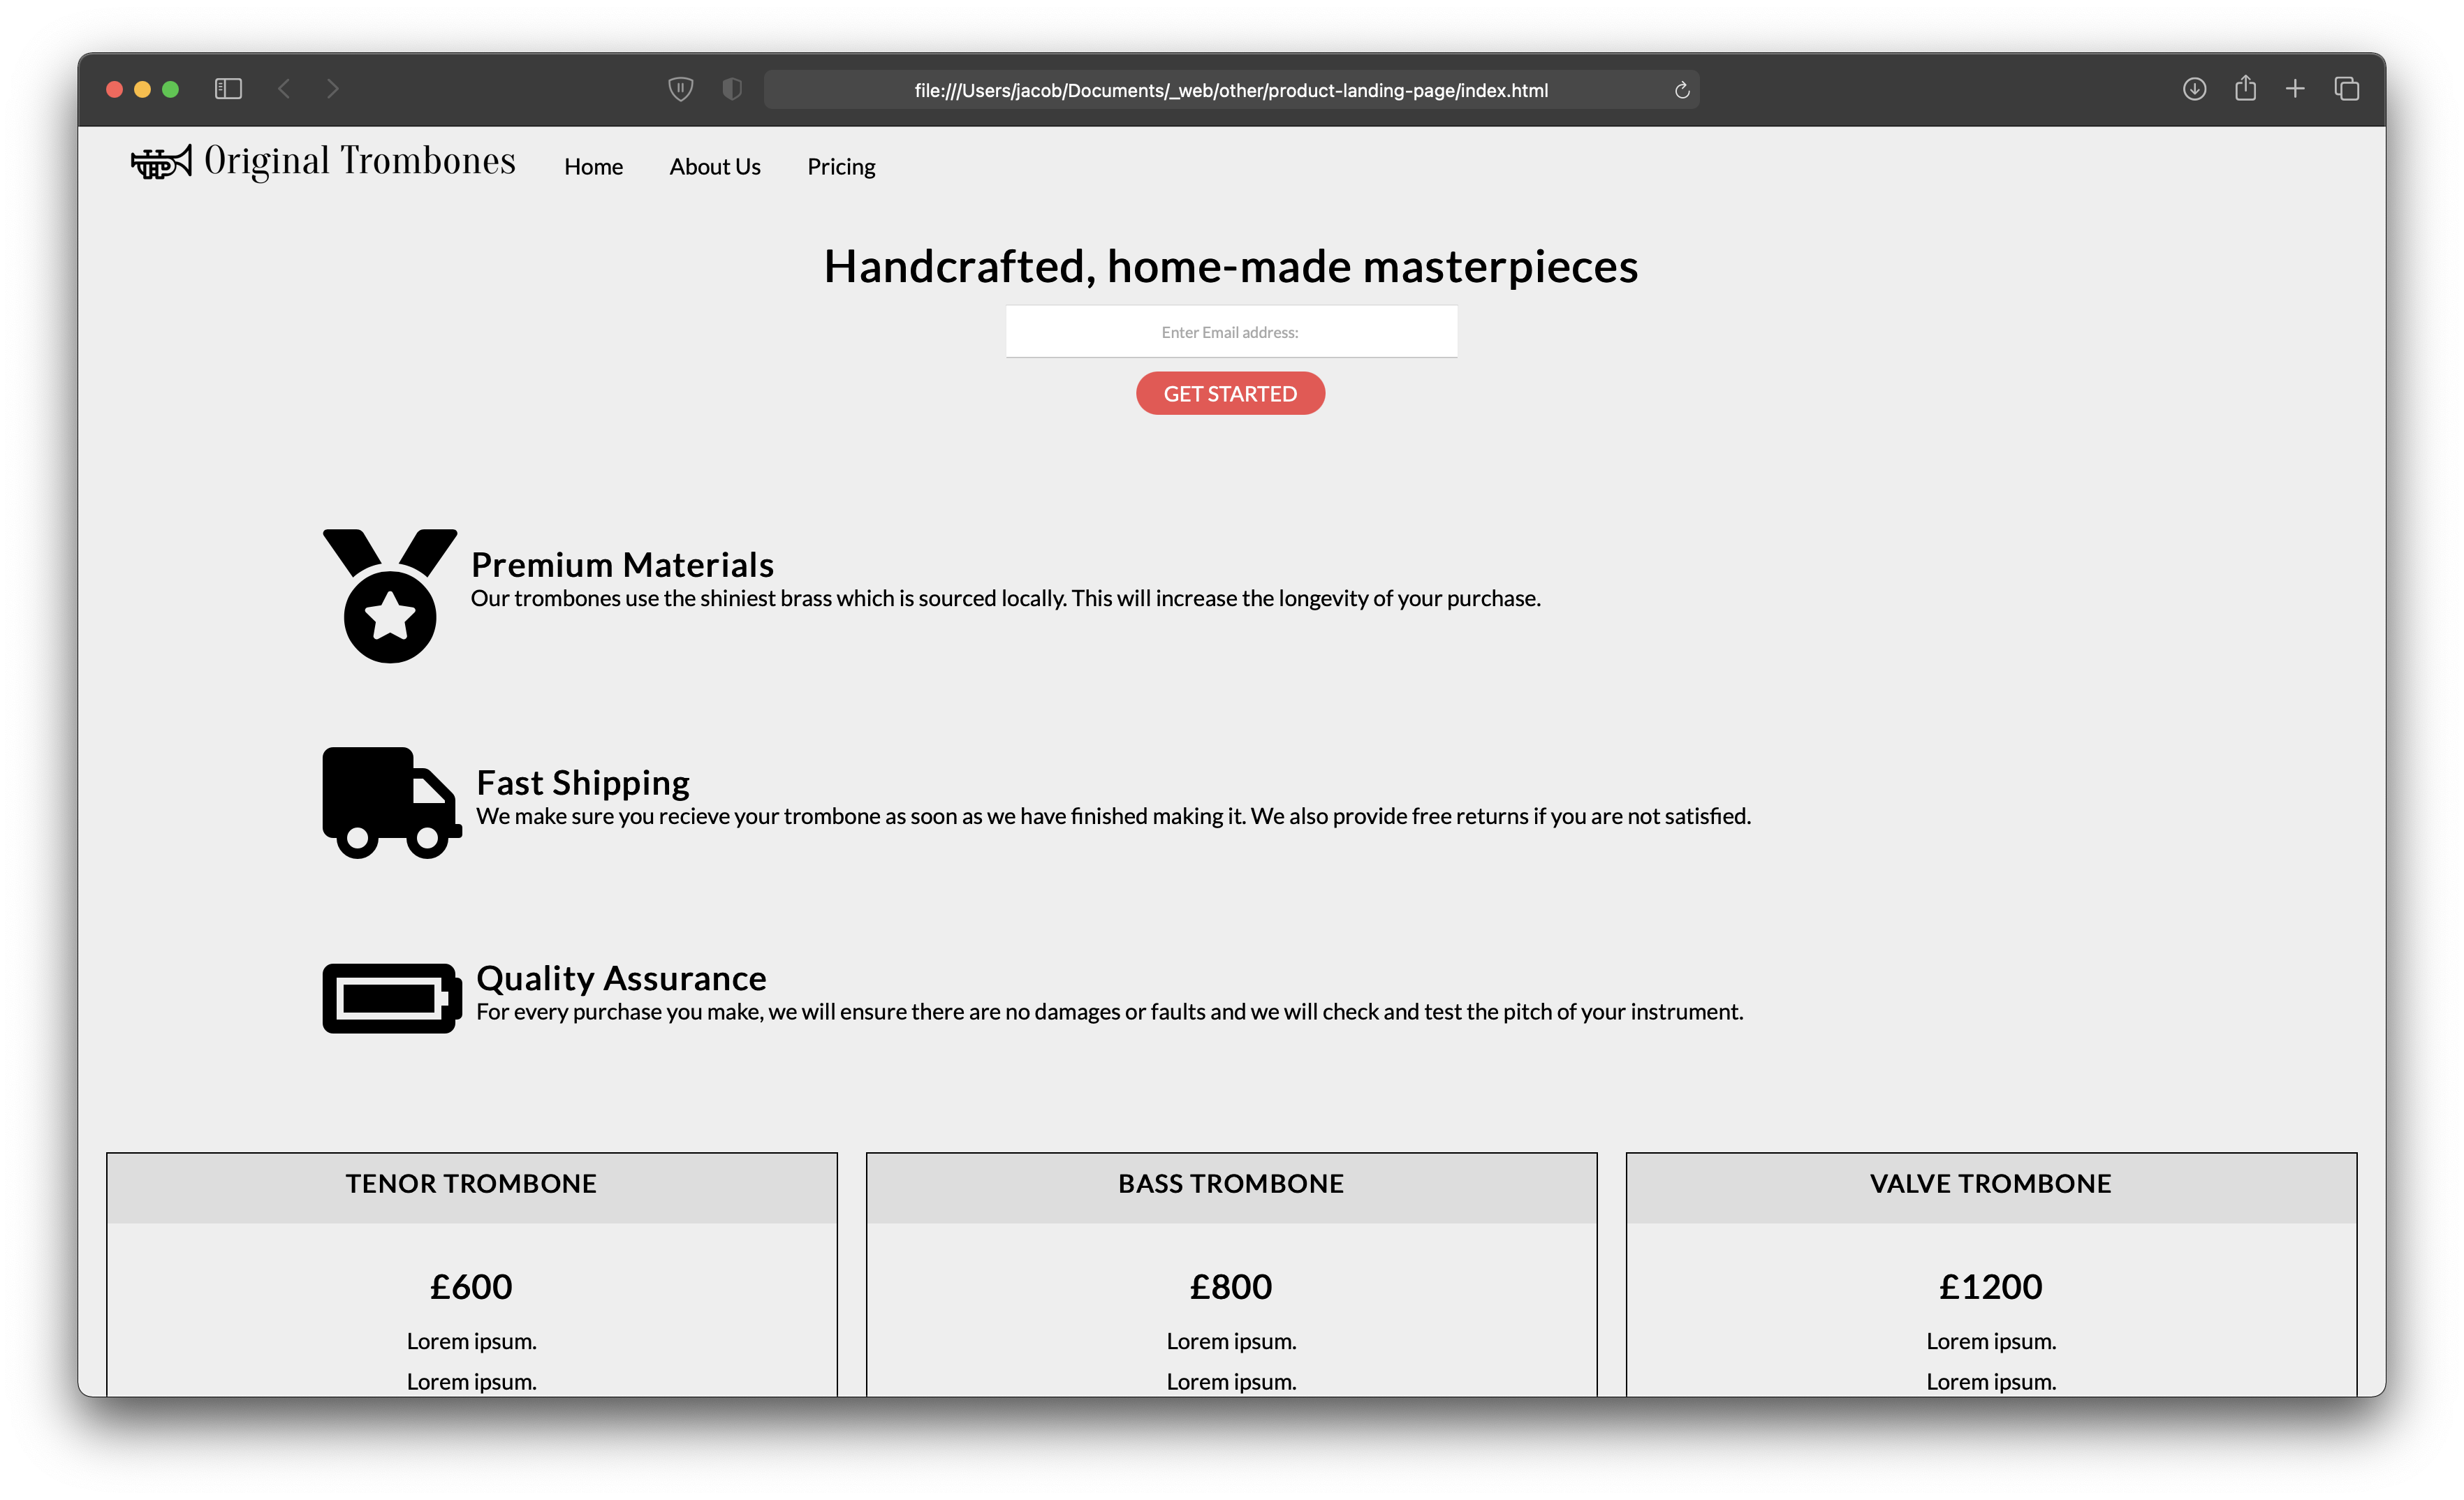 file:///Users/jacob/Documents/_web/other/product-landing-page/index.html
Original Trombones Home About Us Pricing
Handcrafted, home-made masterpieces
Enter Email address:
GET STARTED
Premium Materials
Our trombones use the shiniest brass which is sourced locally. This will increase the longevity of your purchase.
Fast Shipping
We make sure you recieve your trombone as soon as we have finished making it. We also provide free returns if you are not satisfied.
Quality Assurance
For every purchase you make, we will ensure there are no damages or faults and we will check and test the pitch of your instrument.
TENOR TROMBONE
£600
Lorem ipsum.
Lorem ipsum.
BASS TROMBONE
£800
Lorem ipsum.
Lorem ipsum.
VALVE TROMBONE
£1200
Lorem ipsum.
Lorem ipsum.